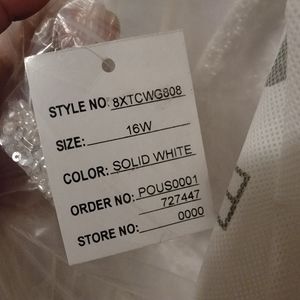 STYLE NO: 8XTCWG808
SIZE: 16W
COLOR: SOLID WHITE
ORDER NO: POUS0001
727447
STORE NO: 0000